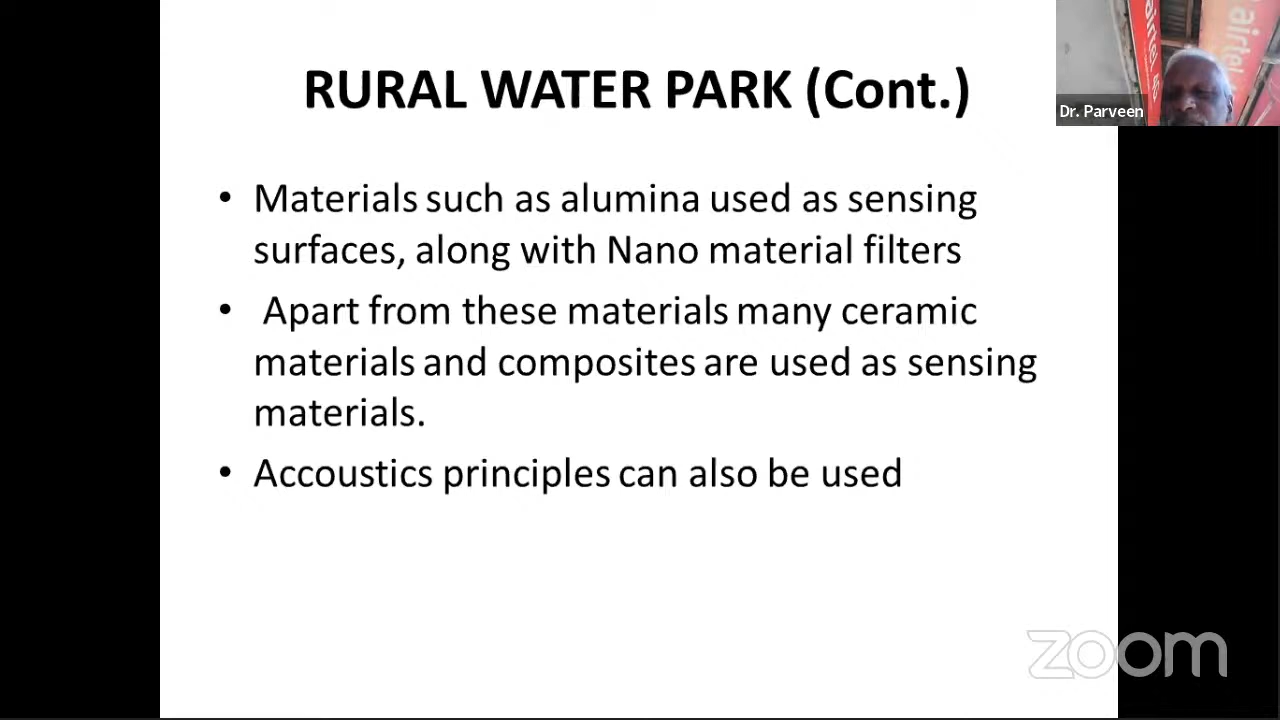 RURAL WATER PARK (Cont.)
• Materials such as alumina used as sensing
surfaces, along with Nano material filters
• Apart from these materials many ceramic
materials and composites are used as sensing
materials.
• Accoustics principles can also be used
airtel
airtel
Dr. Parveen
zoom